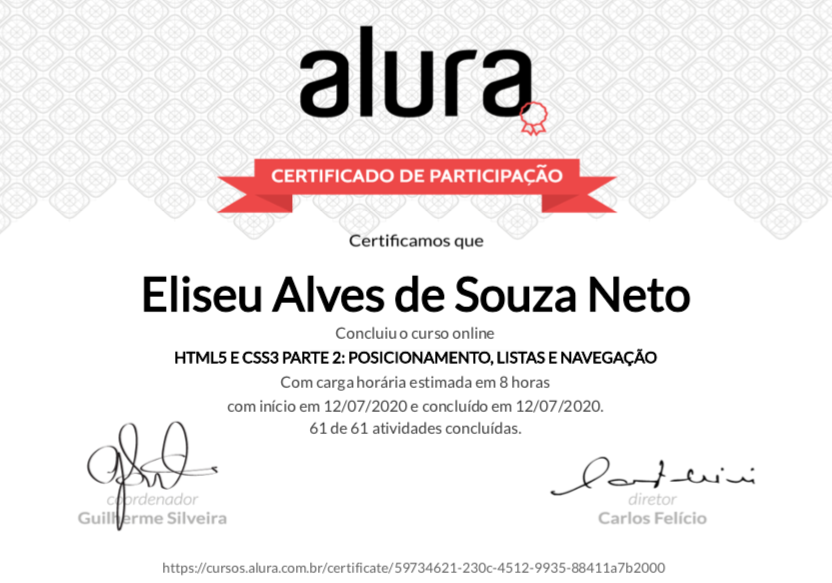 alura
CERTIFICADO DE PARTICIPAÇÃO
Certificamos que
Eliseu Alves de Souza Neto
Concluiu o curso online
HTML5 E CSS3 PARTE 2: POSICIONAMENTO, LISTAS E NAVEGAÇÃO
Com carga horária estimada em 8 horas
com início em 12/07/2020 e concluído em 12/07/2020.
61 de 61 atividades concluídas.
coordenador
Guilherme Silveira
diretor
Carlos Felício
https://cursos.alura.com.br/certificate/59734621-230c-4512-9935-88411a7b2000